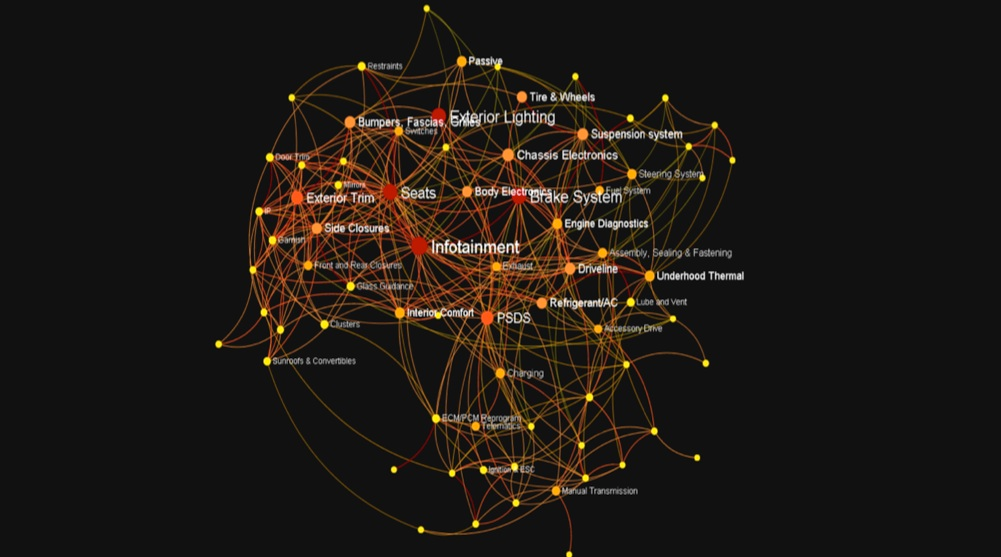 Passive
Restraints
Tire & Wheels
Exterior Lighting
Bumpers, Fascias, Grilles
Switches
Suspension system
Chassis Electronics
Door Trim
Steering System
Mirrors
Seats
Body Electronics
Fuel System
Exterior Trim
Brake System
IP
Engine Diagnostics
Side Closures
Garnish
Infotainment
Assembly, Sealing & Fastening
Front and Rear Closures
Exhaust
Driveline
Underhood Thermal
Glass Guidance
Refrigerant/AC
Lube and Vent
Interior Comfort
PSDS
Clusters
Accessory Drive
Sunroofs & Convertibles
Charging
ECM/PCM Reprogram
Telematics
Ignition
ESC
Manual Transmission